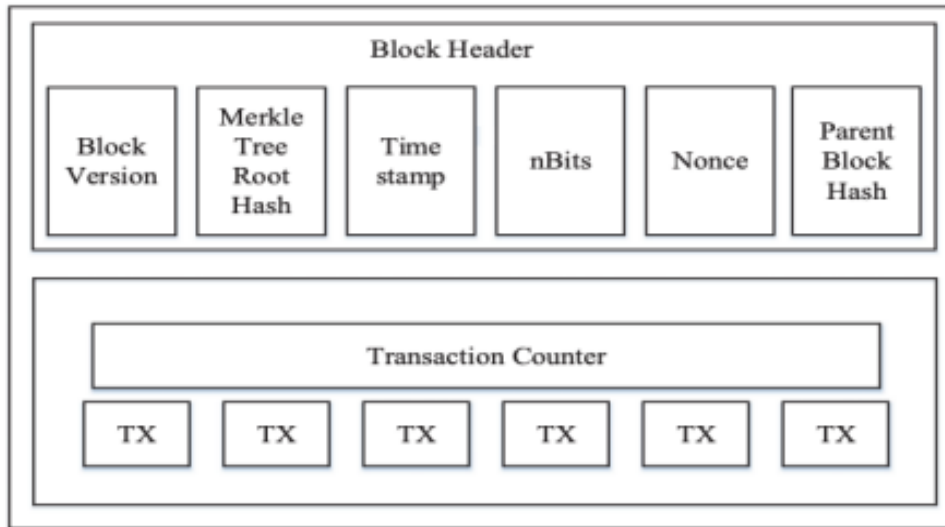 Block Header
Block
Version
Merkle
Tree
Root
Hash
Time
stamp
nBits
Nonce
Parent
Block
Hash
Transaction Counter
TX
TX
TX
TX
TX
TX